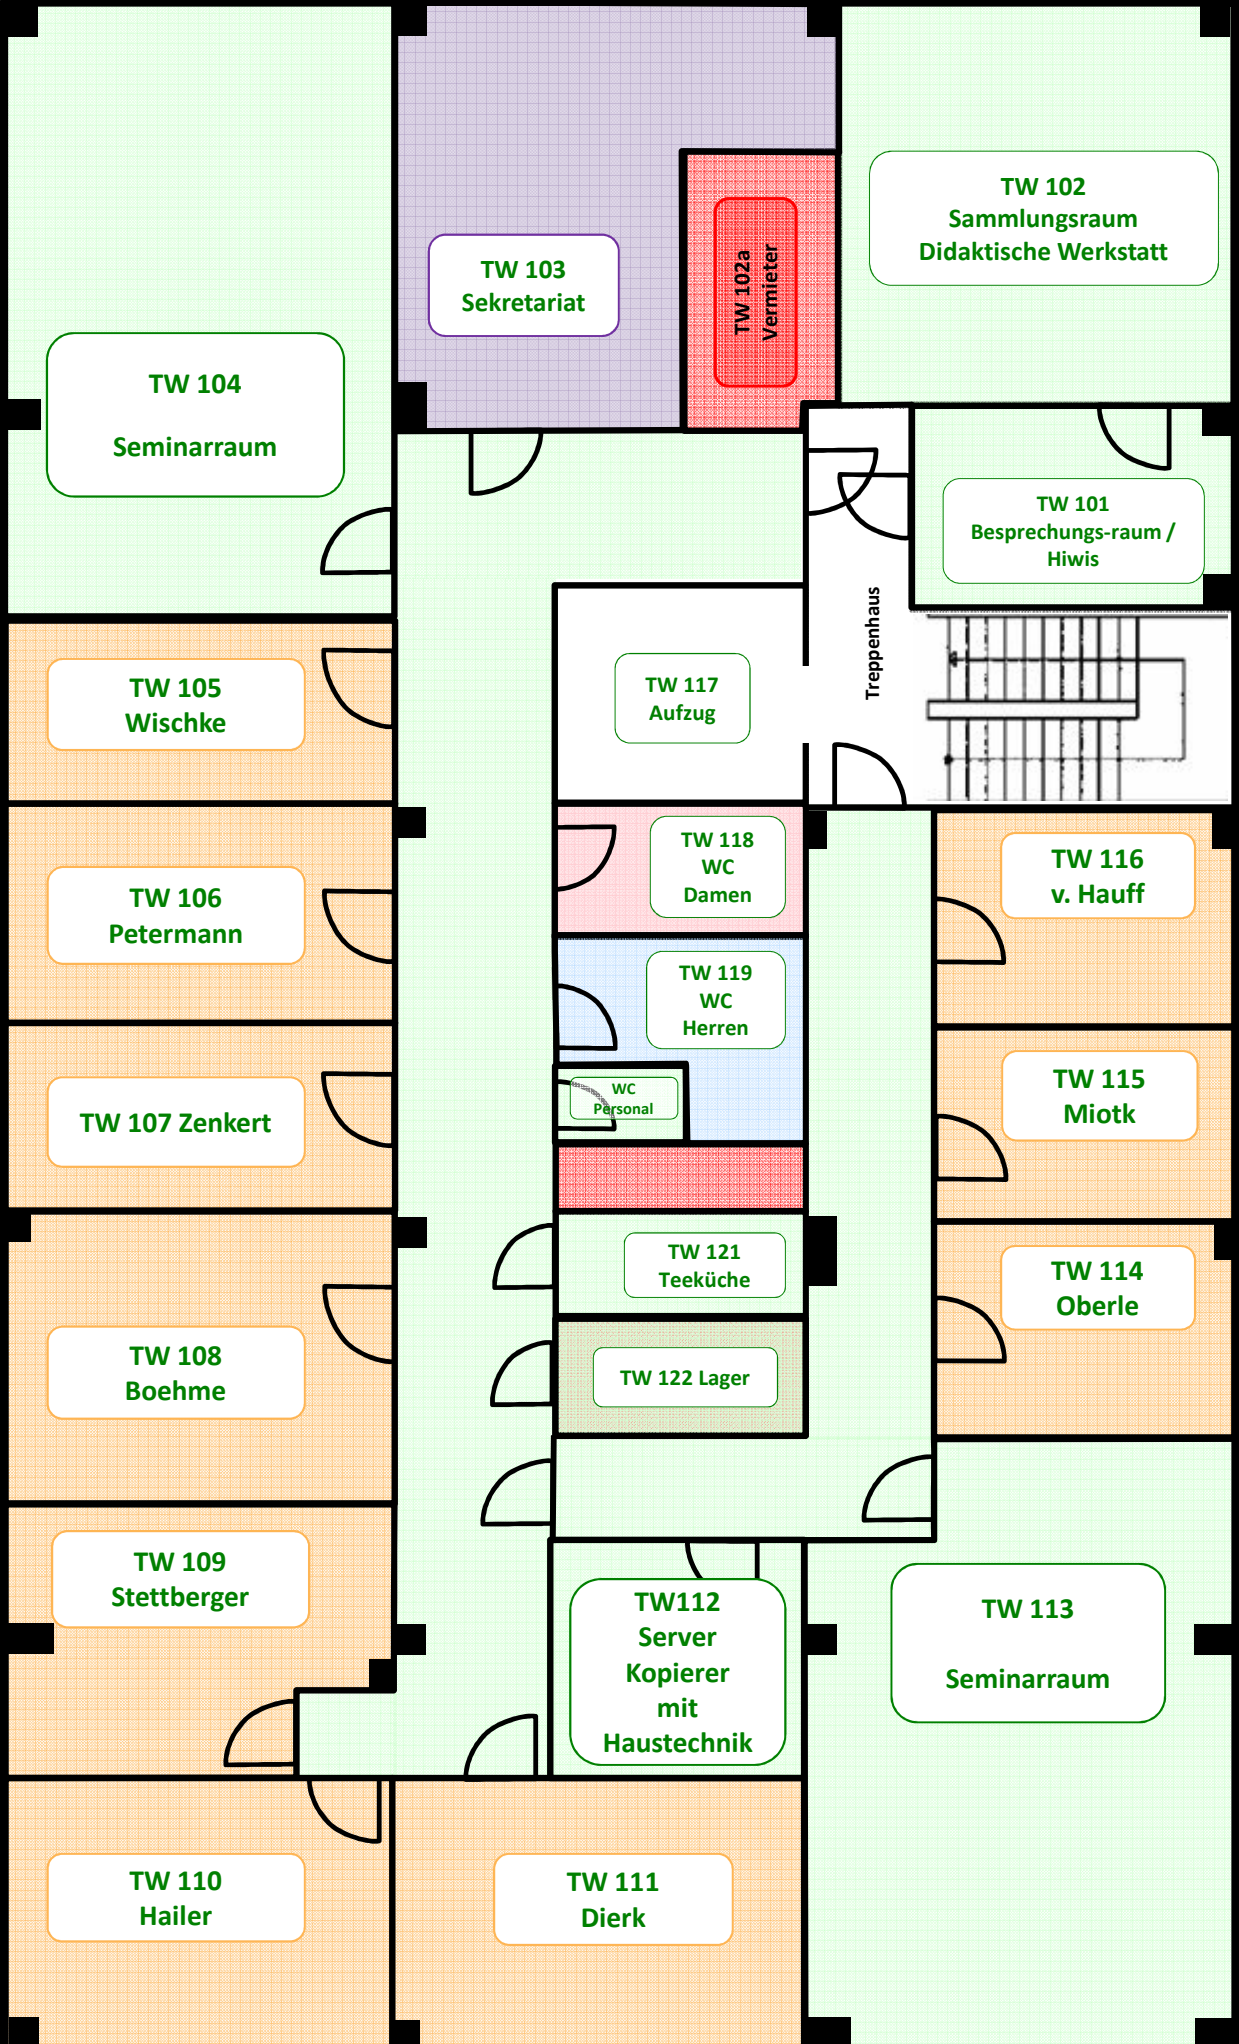 TW 102
Sammlungsraum
Didaktische Werkstatt
TW 103
Sekretariat
TW 102a
Vermieter
TW 104
Seminarraum
TW 101
Besprechungs-raum /
Hiwis
Treppenhaus
TW 105
Wischke
TW 117
Aufzug
TW 106
Petermann
TW 118
WC
Damen
TW 116
v. Hauff
TW 119
WC
Herren
TW 107 Zenkert
WC
Personal
TW 115
Miotk
TW 108
Boehme
TW 121
Teeküche
TW 114
Oberle
TW 122 Lager
TW 109
Stettberger
TW112
Server
Kopierer
mit
Haustechnik
TW 113
Seminarraum
TW 110
Hailer
TW 111
Dierk